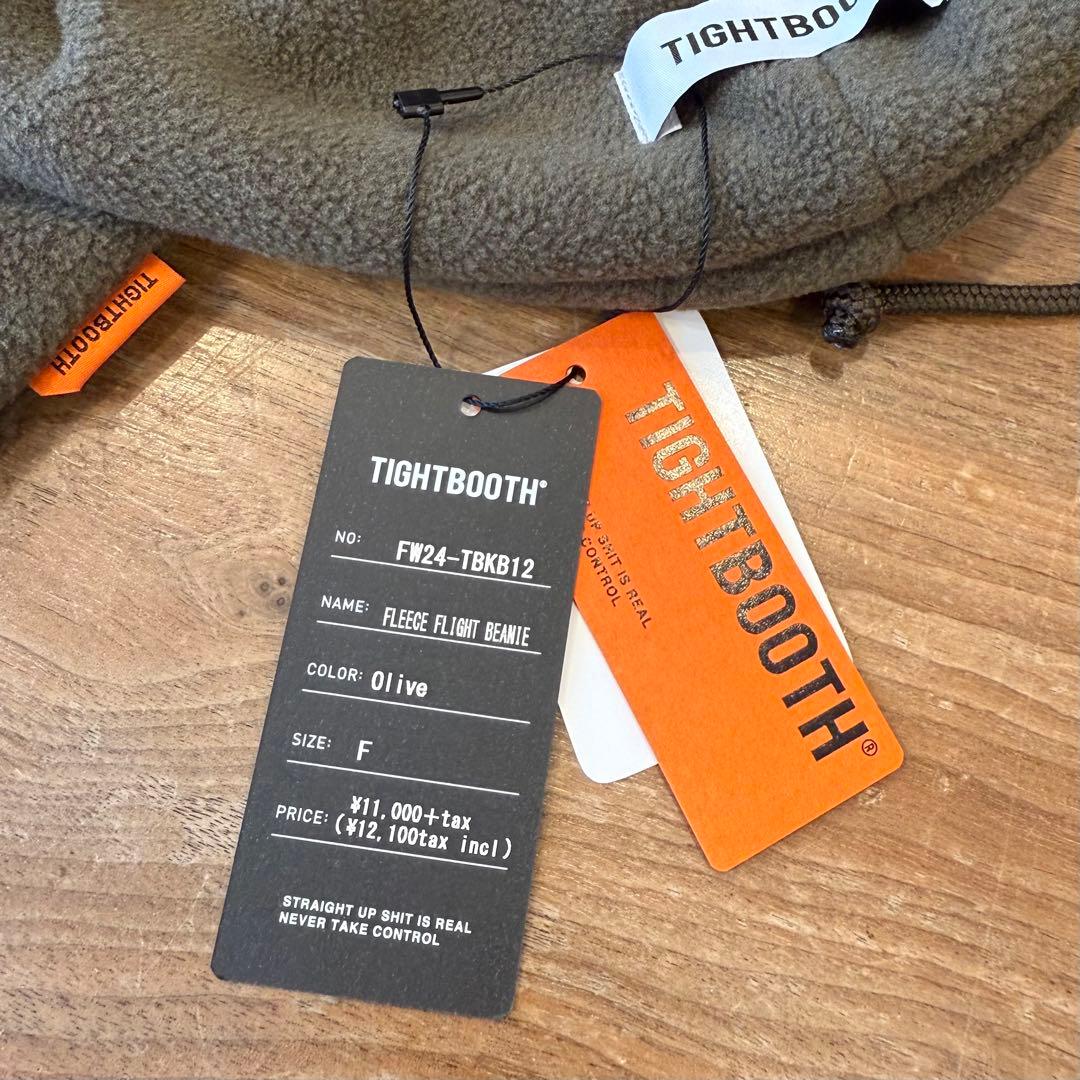 TIGHTBOO
TIGHTBOOTH
TIGHTBOOTH
NO: FW24-TBKB12
NAME: FLEECE FLIGHT BEANIE
COLOR: Olive
SIZE: F
PRICE: ¥11,000+tax
(¥12,100tax incl)
STRAIGHT UP SHIT IS REAL
NEVER TAKE CONTROL
TIGHTBOOTH®
UP SHIT IS REAL
CONTROL